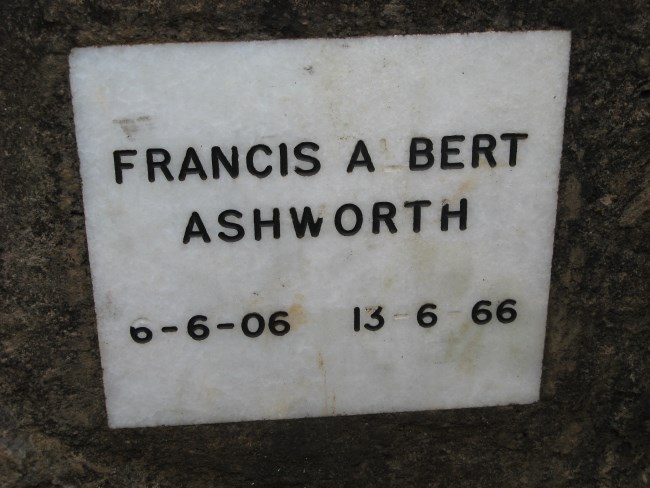 FRANCIS A BERT
ASHWORTH
6-6-06 13 6 66